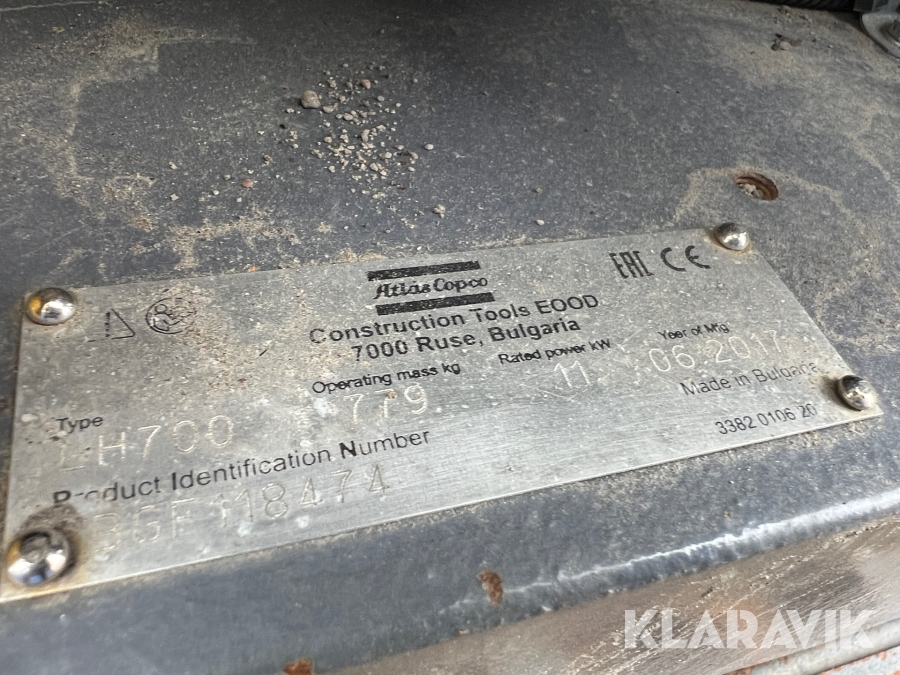 Atlas Copco
EAC CE
Construction Tools EOOD
7000 Ruse, Bulgaria
Type
Operating mass kg
Rated power kW
Year of Mfg
LH700
779
11
06.2017
Made in Bulgaria
Product Identification Number
3382 0106 26
BGF118474
KLARAVIK